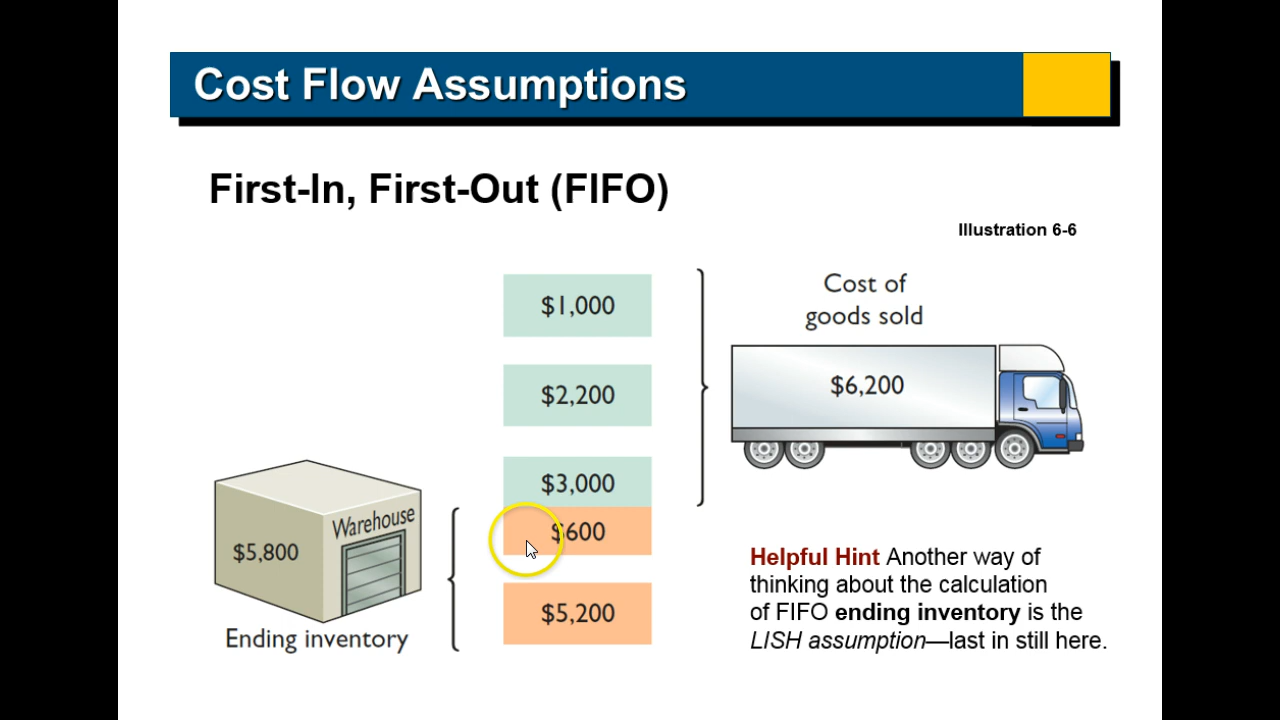 Cost Flow Assumptions
First-In, First-Out (FIFO)
Illustration 6-6
$1,000
$2,200
$3,000
$600
$5,200
Cost of
goods sold
$6,200
Warehouse
$5,800
Ending inventory
Helpful Hint Another way of
thinking about the calculation
of FIFO ending inventory is the
LISH assumption—last in still here.